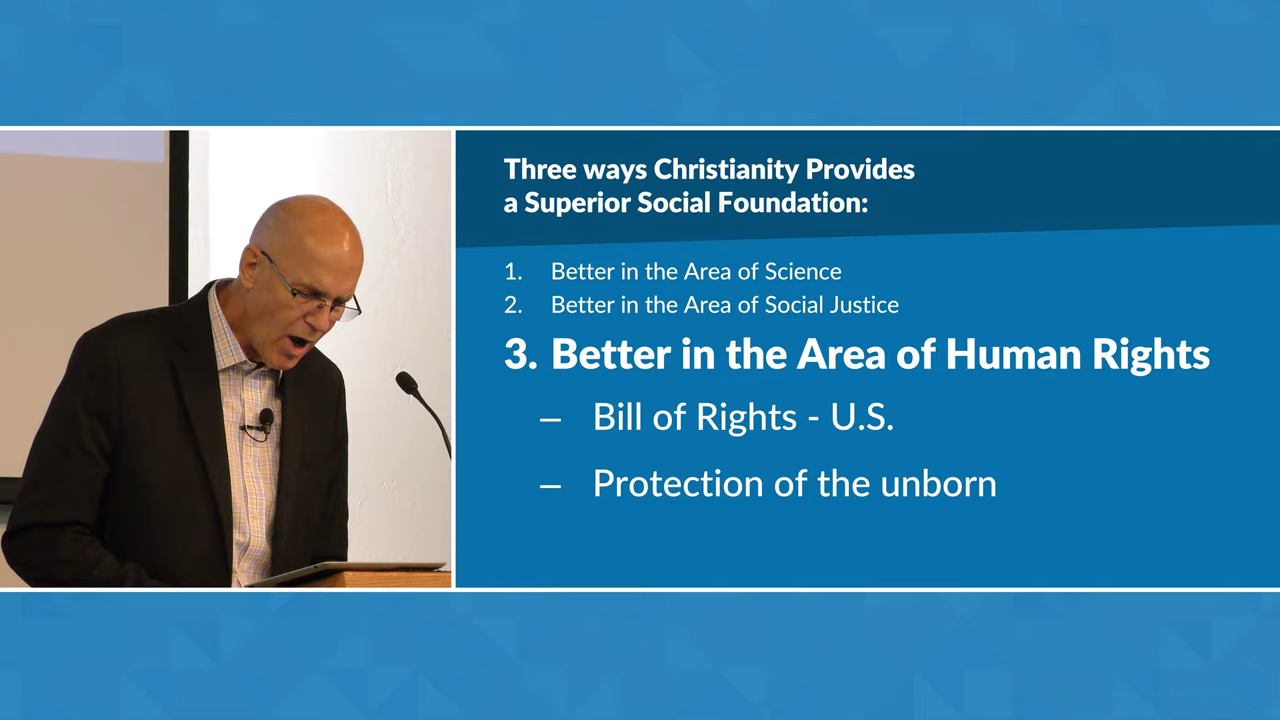 Three ways Christianity Provides
a Superior Social Foundation:
1. Better in the Area of Science
2. Better in the Area of Social Justice
3. Better in the Area of Human Rights
– Bill of Rights - U.S.
– Protection of the unborn